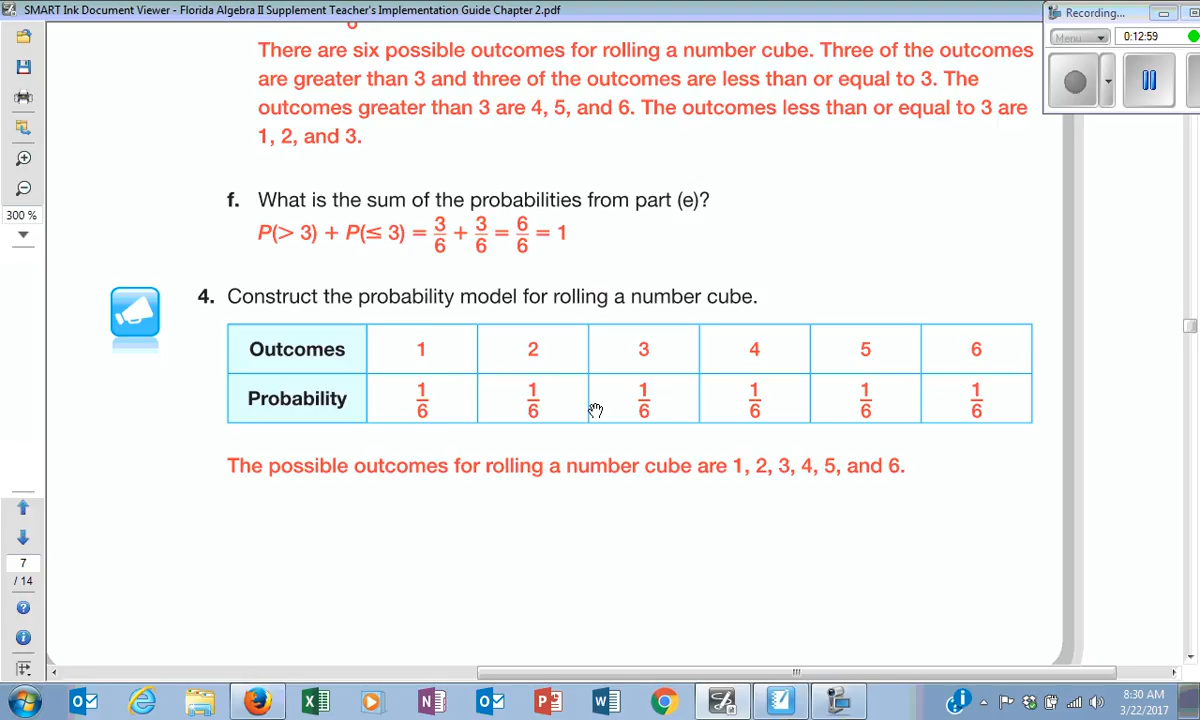 SMART Ink Document Viewer - Florida Algebra II Supplement Teacher's Implementation Guide Chapter 2.pdf
Recording...
Menu
0:12:59
There are six possible outcomes for rolling a number cube. Three of the outcomes
are greater than 3 and three of the outcomes are less than or equal to 3. The
outcomes greater than 3 are 4, 5, and 6. The outcomes less than or equal to 3 are
1, 2, and 3.
300 %
f. What is the sum of the probabilities from part (e)?
P(> 3) + P(≤ 3) = 3/6 + 3/6 = 6/6 = 1
4. Construct the probability model for rolling a number cube.
Outcomes 1 2 3 4 5 6
Probability 1/6 1/6 1/6 1/6 1/6 1/6
The possible outcomes for rolling a number cube are 1, 2, 3, 4, 5, and 6.
7
/ 14
8:30 AM
3/22/2017